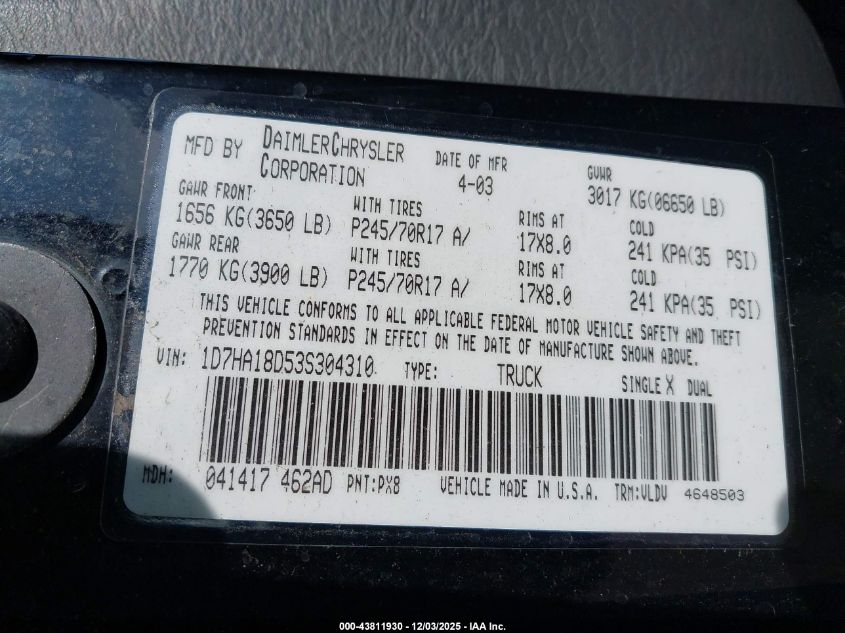 MFD BY DAIMLERCHRYSLER CORPORATION DATE OF MFR 4-03 GVWR 3017 KG(06650 LB)
GAWR FRONT WITH TIRES RIMS AT COLD
1656 KG(3650 LB) P245/70R17 A/ 17X8.0 241 KPA(35 PSI)
GAWR REAR WITH TIRES RIMS AT COLD
1770 KG(3900 LB) P245/70R17 A/ 17X8.0 241 KPA(35 PSI)
THIS VEHICLE CONFORMS TO ALL APPLICABLE FEDERAL MOTOR VEHICLE SAFETY AND THEFT
PREVENTION STANDARDS IN EFFECT ON THE DATE OF MANUFACTURE SHOWN ABOVE.
VIN: 1D7HA18D53S304310 TYPE: TRUCK SINGLE X DUAL
MDH: 041417 462AD PNT:PX8 VEHICLE MADE IN U.S.A. TRM:VLDV 4648503
000-43811930 - 12/03/2025 - IAA Inc.